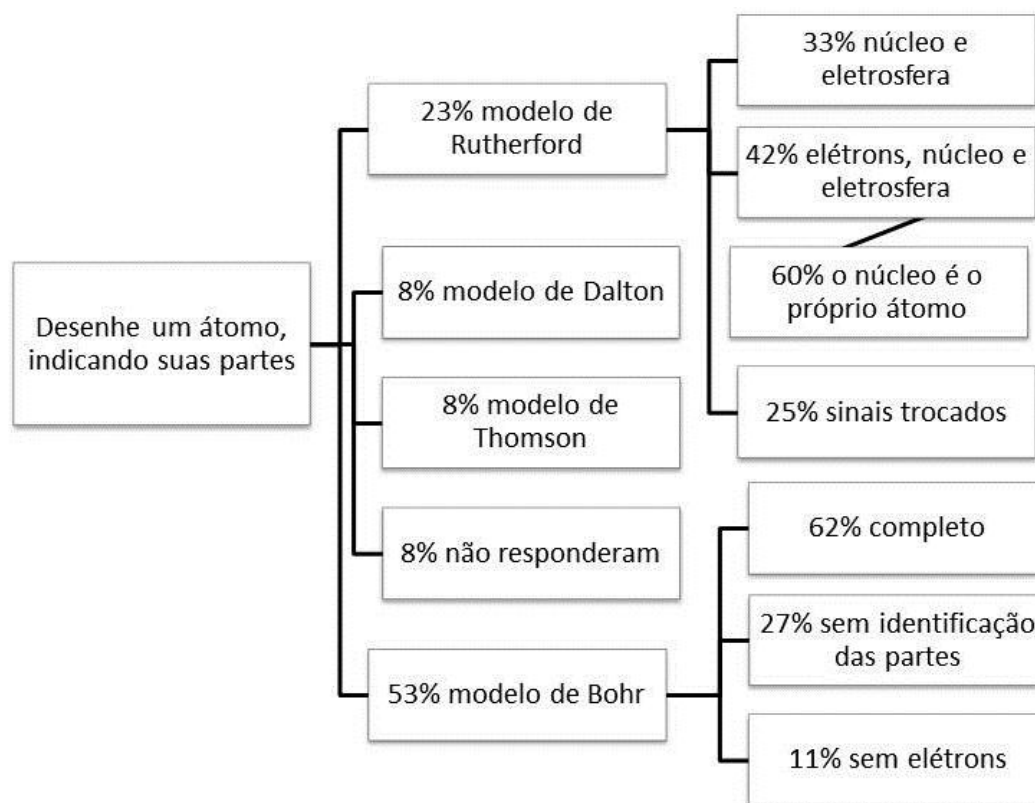 Desenhe um átomo,
indicando suas partes
23% modelo de
Rutherford
33% núcleo e
eletrosfera
42% elétrons, núcleo e
eletrosfera
60% o núcleo é o
próprio átomo
25% sinais trocados
8% modelo de Dalton
8% modelo de
Thomson
8% não responderam
53% modelo de Bohr
62% completo
27% sem identificação
das partes
11% sem elétrons